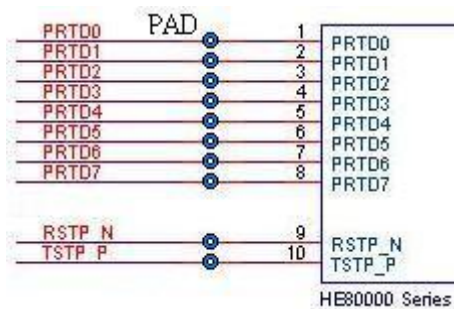 PAD
PRTD0 1 PRTD0
PRTD1 2 PRTD1
PRTD2 3 PRTD2
PRTD3 4 PRTD3
PRTD4 5 PRTD4
PRTD5 6 PRTD5
PRTD6 7 PRTD6
PRTD7 8 PRTD7
RSTP_N 9 RSTP_N
TSTP_P 10 TSTP_P
HE80000 Series